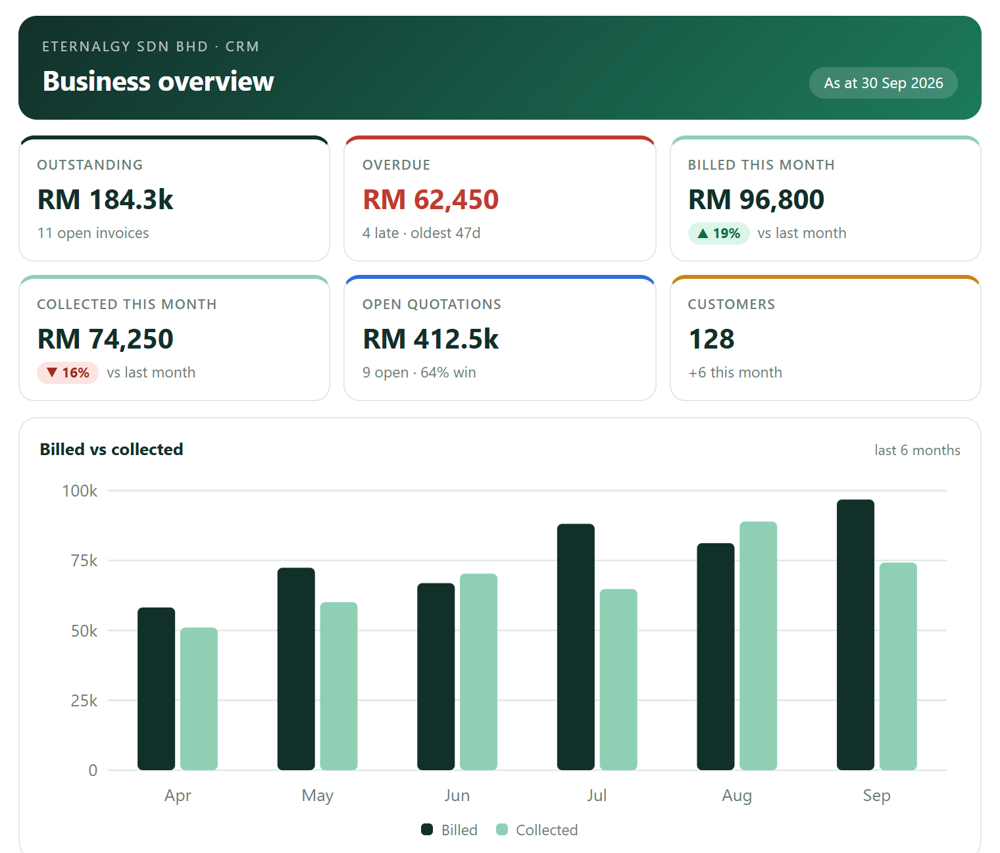 ETERNALGY SDN BHD · CRM
Business overview
As at 30 Sep 2026
OUTSTANDING
RM 184.3k
11 open invoices
OVERDUE
RM 62,450
4 late · oldest 47d
BILLED THIS MONTH
RM 96,800
▲ 19% vs last month
COLLECTED THIS MONTH
RM 74,250
▼ 16% vs last month
OPEN QUOTATIONS
RM 412.5k
9 open · 64% win
CUSTOMERS
128
+6 this month
Billed vs collected
last 6 months
100k
75k
50k
25k
0
Apr May Jun Jul Aug Sep
Billed Collected